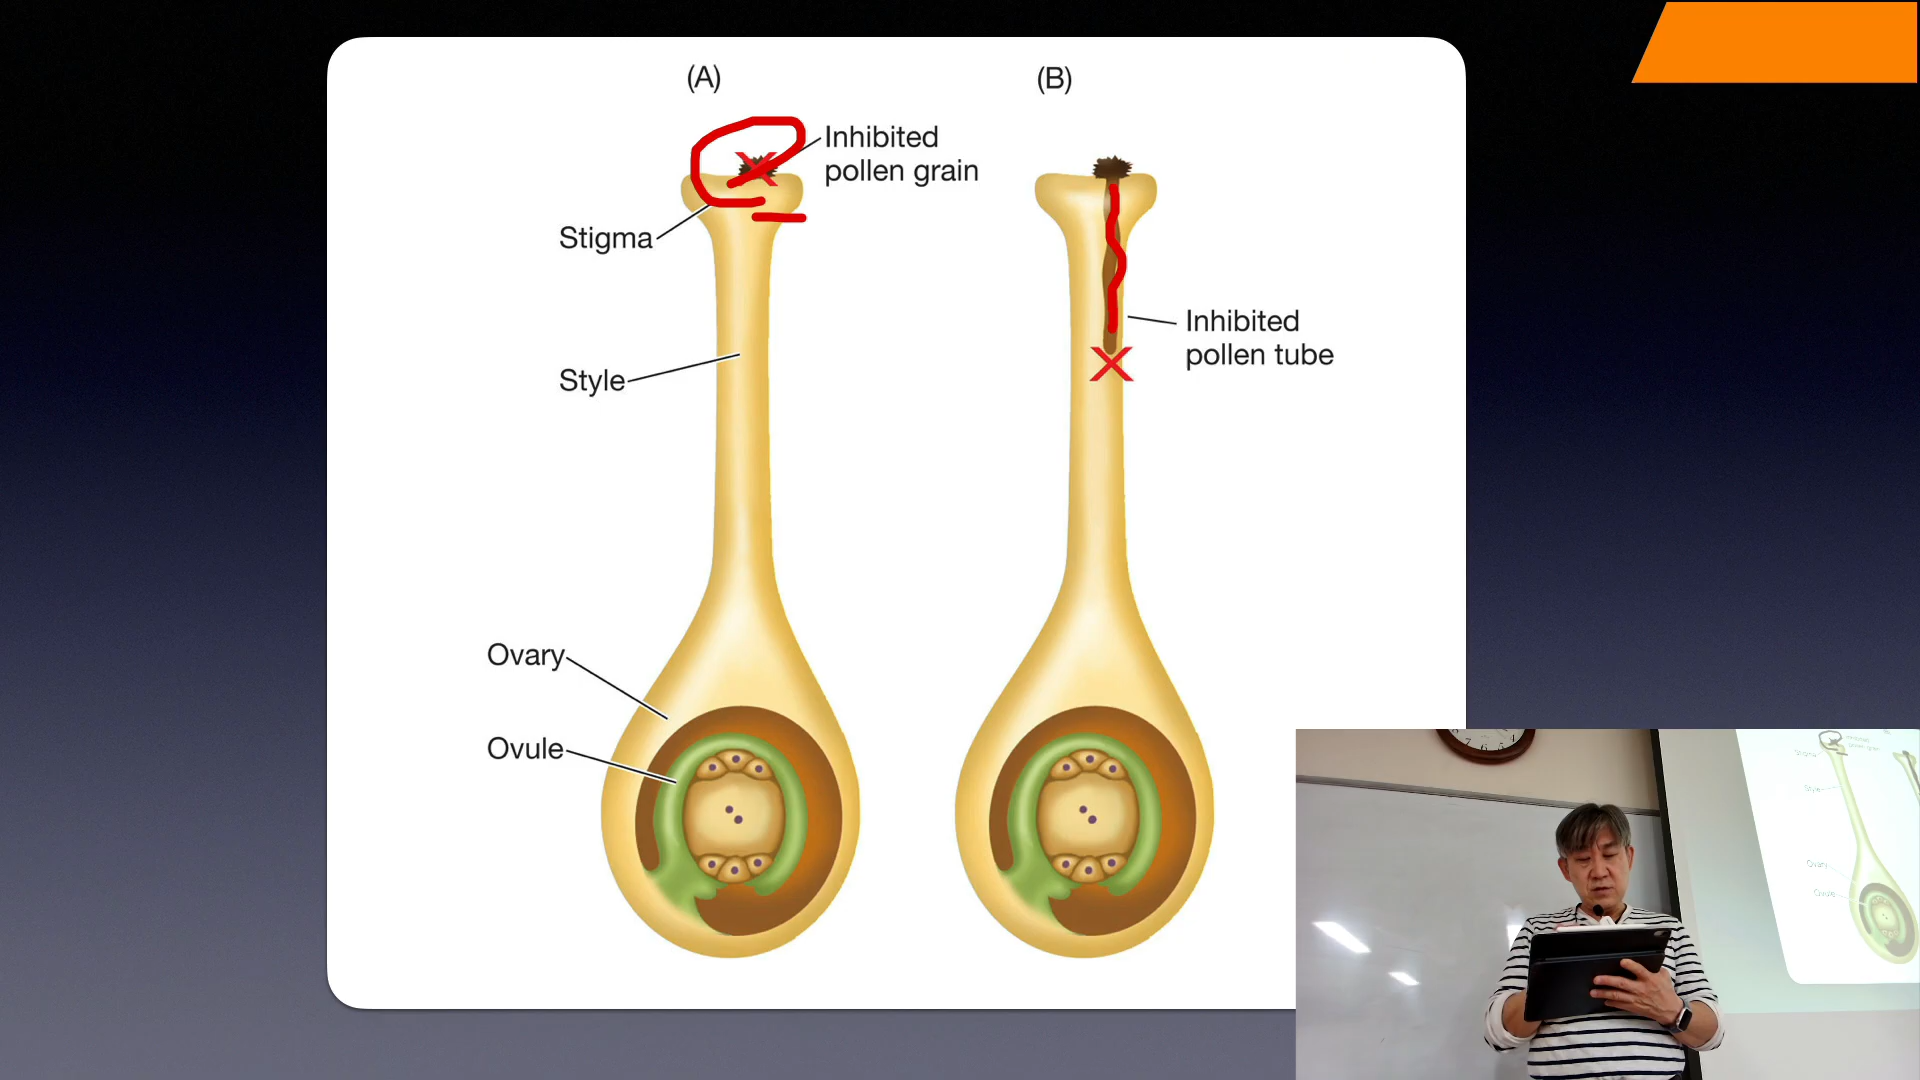 (A)
(B)
Inhibited
pollen grain
Stigma
Inhibited
pollen tube
Style
Ovary
Ovule